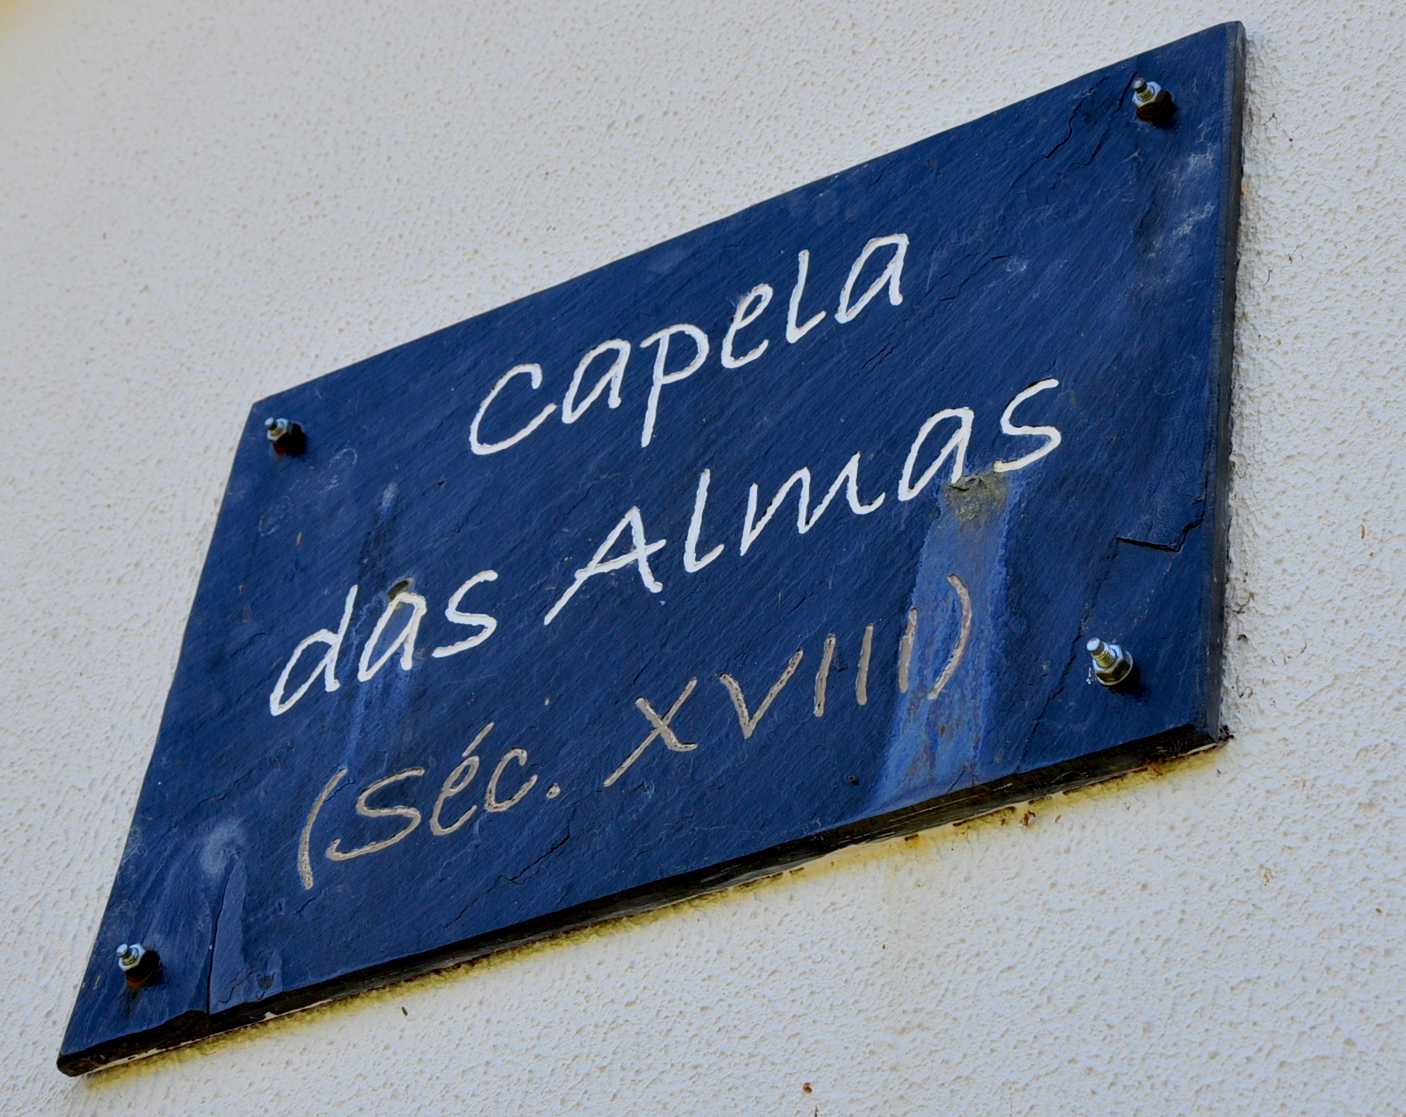 Capela
das Almas
(Séc. XVIII)